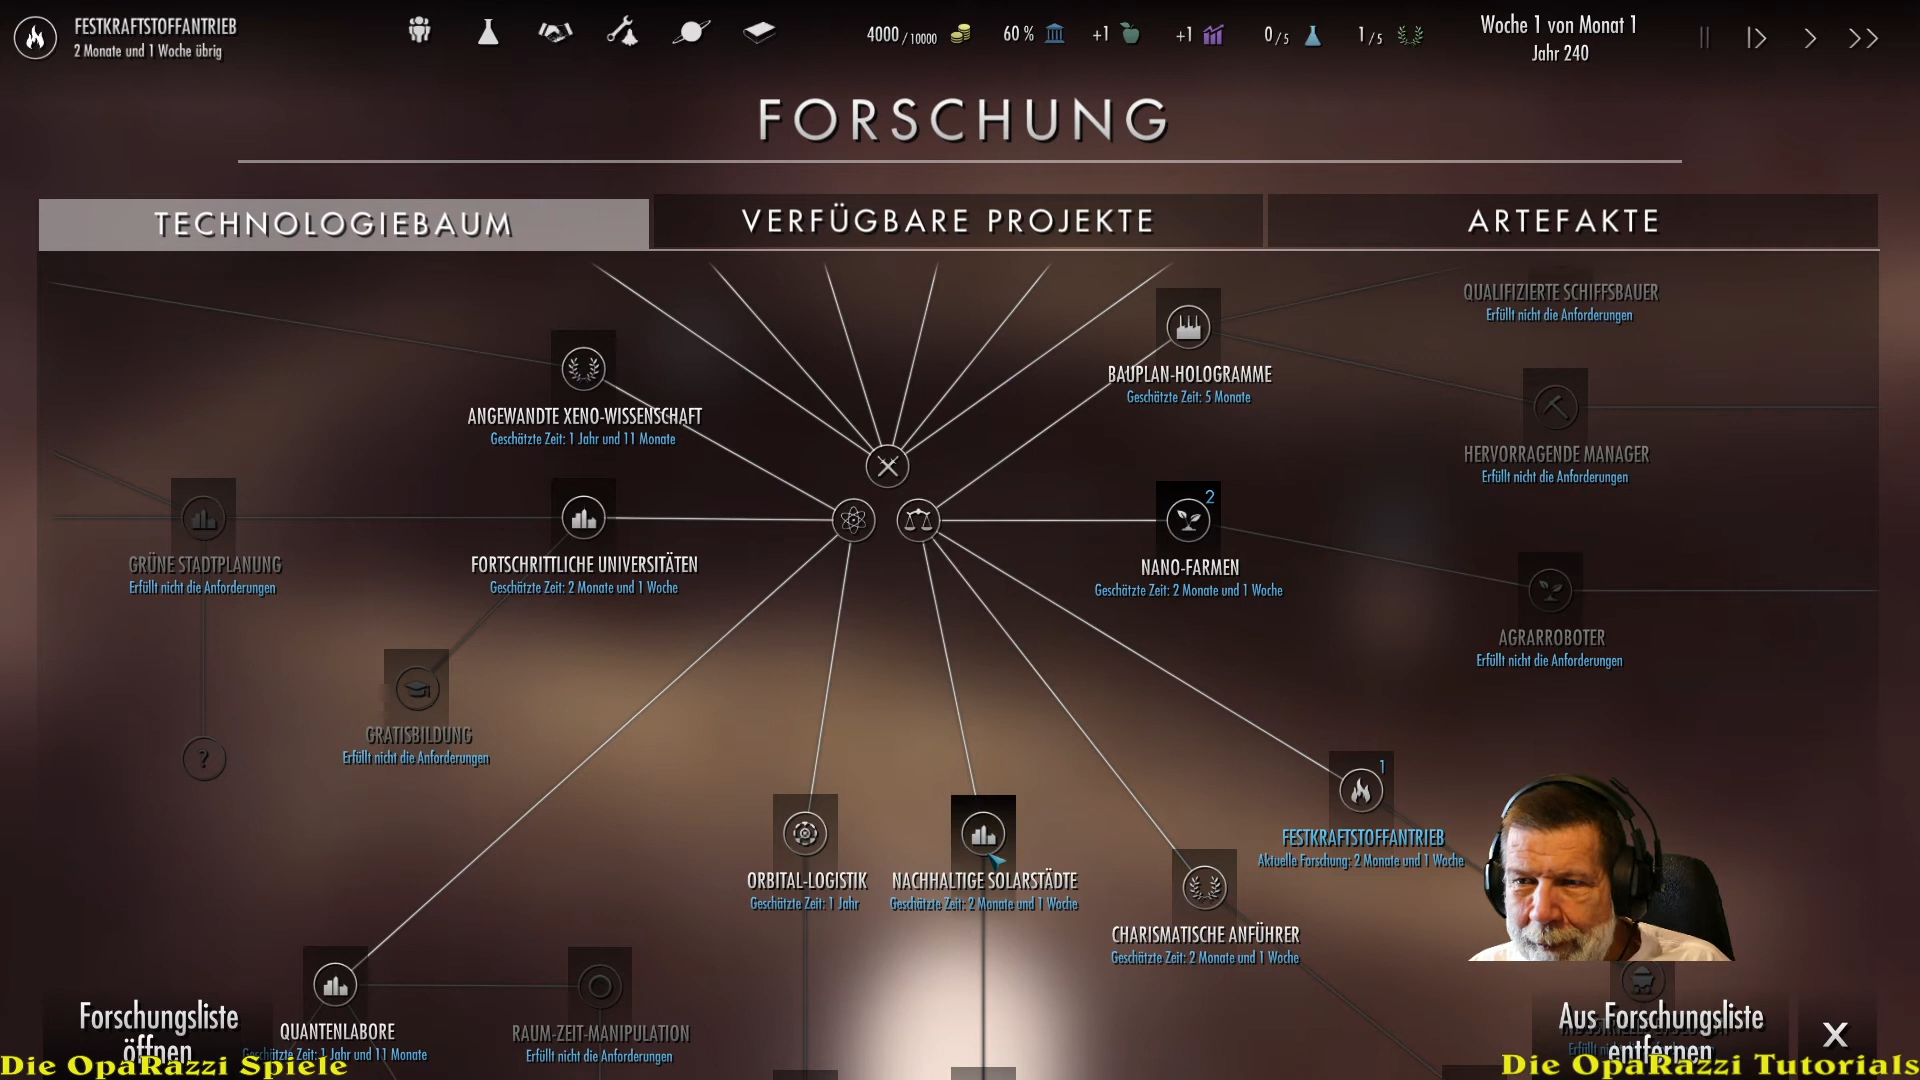 FESTKRAFTSTOFFANTRIEB
2 Monate und 1 Woche übrig
4000 / 10000
60 %
+1
+1
0 / 5
1 / 5
Woche 1 von Monat 1
Jahr 240
FORSCHUNG
TECHNOLOGIEBAUM
VERFÜGBARE PROJEKTE
ARTEFAKTE
QUALIFIZIERTE SCHIFFSBAUER
Erfüllt nicht die Anforderungen
BAUPLAN-HOLOGRAMME
Geschätzte Zeit: 5 Monate
ANGEWANDTE XENO-WISSENSCHAFT
Geschätzte Zeit: 1 Jahr und 11 Monate
HERVORRAGENDE MANAGER
Erfüllt nicht die Anforderungen
2
GRÜNE STADTPLANUNG
Erfüllt nicht die Anforderungen
FORTSCHRITTLICHE UNIVERSITÄTEN
Geschätzte Zeit: 2 Monate und 1 Woche
NANO-FARMEN
Geschätzte Zeit: 2 Monate und 1 Woche
AGRARROBOTER
Erfüllt nicht die Anforderungen
GRATISBILDUNG
Erfüllt nicht die Anforderungen
?
1
FESTKRAFTSTOFFANTRIEB
Aktuelle Forschung: 2 Monate und 1 Woche
ORBITAL-LOGISTIK
Geschätzte Zeit: 1 Jahr
NACHHALTIGE SOLARSTÄDTE
Geschätzte Zeit: 2 Monate und 1 Woche
CHARISMATISCHE ANFÜHRER
Geschätzte Zeit: 2 Monate und 1 Woche
Forschungsliste
öffnen
QUANTENLABORE
Geschätzte Zeit: 1 Jahr und 11 Monate
RAUM-ZEIT-MANIPULATION
Erfüllt nicht die Anforderungen
Aus Forschungsliste
entfernen
X
Die OpaRazzi Spiele
Die OpaRazzi Tutorials